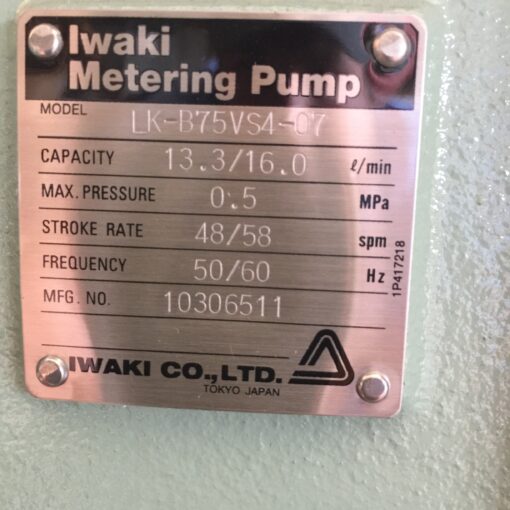 Iwaki
Metering Pump
MODEL LK-B75VS4-07
CAPACITY 13.3/16.0 ℓ/min
MAX. PRESSURE 0.5 MPa
STROKE RATE 48/58 spm
FREQUENCY 50/60 Hz
MFG. NO. 10306511
1P417218
IWAKI CO., LTD.
TOKYO JAPAN